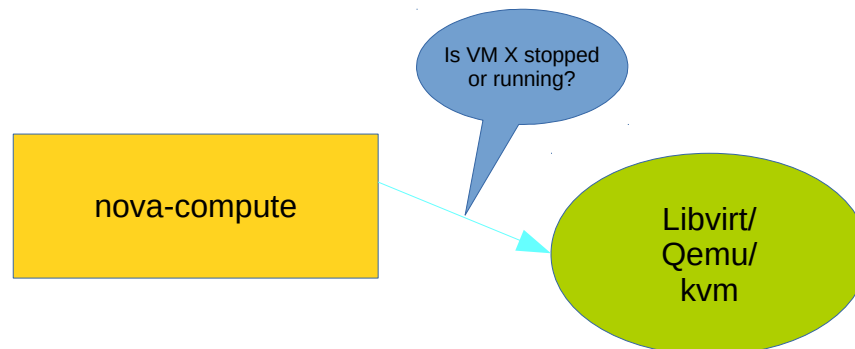 Is VM X stopped
or running?
nova-compute
Libvirt/
Qemu/
kvm